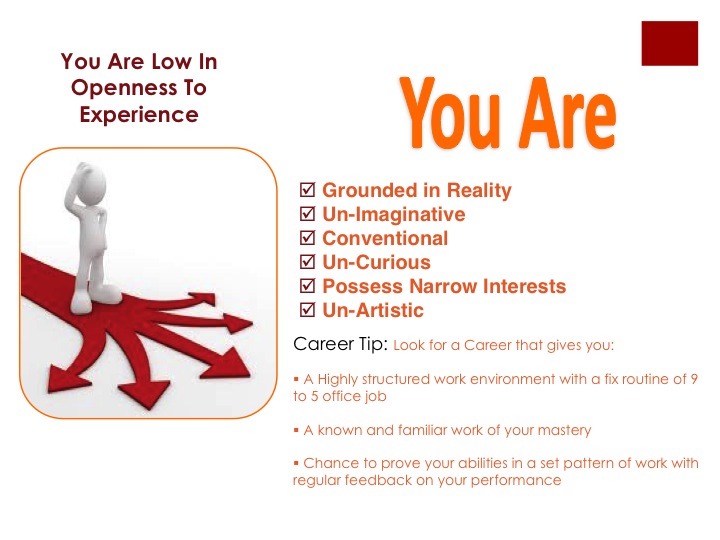 You Are Low In
Openness To
Experience
You Are
☑ Grounded in Reality
☑ Un-Imaginative
☑ Conventional
☑ Un-Curious
☑ Possess Narrow Interests
☑ Un-Artistic
Career Tip: Look for a Career that gives you:
▪ A Highly structured work environment with a fix routine of 9
to 5 office job
▪ A known and familiar work of your mastery
▪ Chance to prove your abilities in a set pattern of work with
regular feedback on your performance